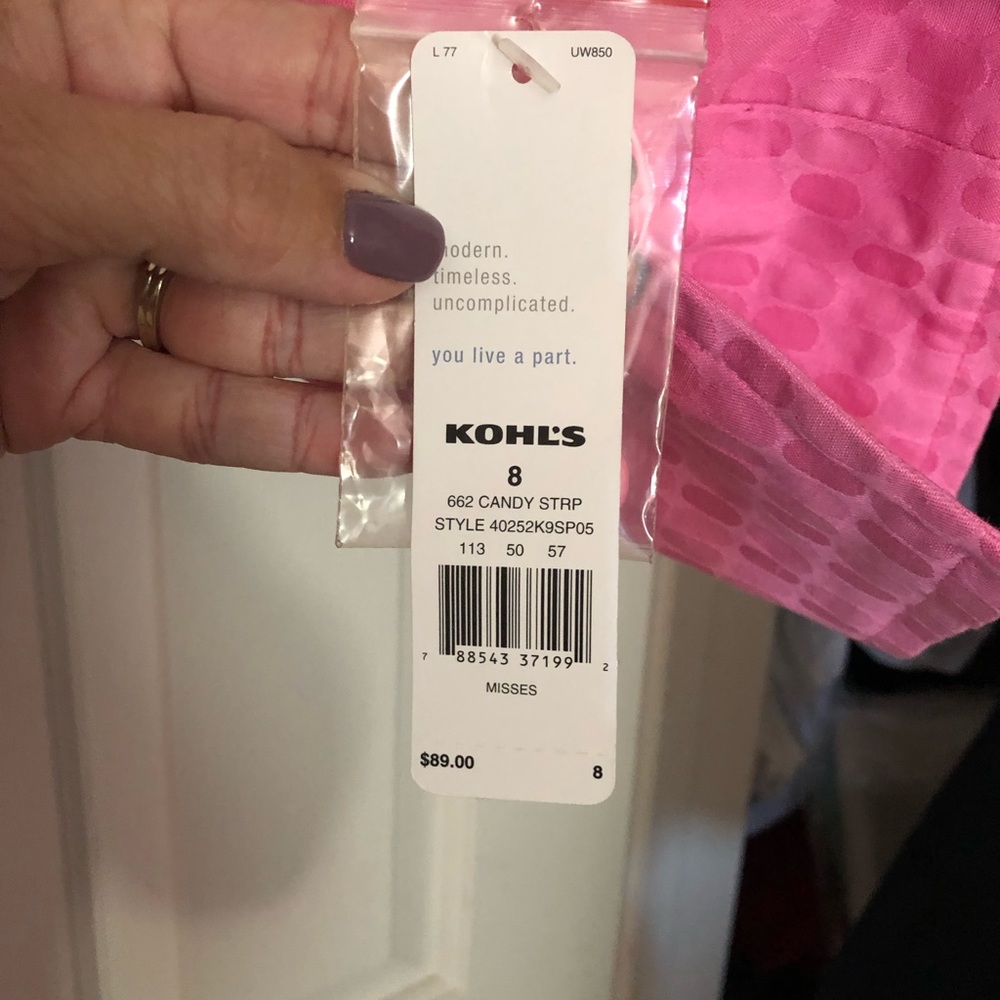 L 77 UW850
modern.
timeless.
uncomplicated.
you live a part.
KOHL'S
8
662 CANDY STRP
STYLE 40252K9SP05
113 50 57
7 88543 37199 2
MISSES
$89.00 8